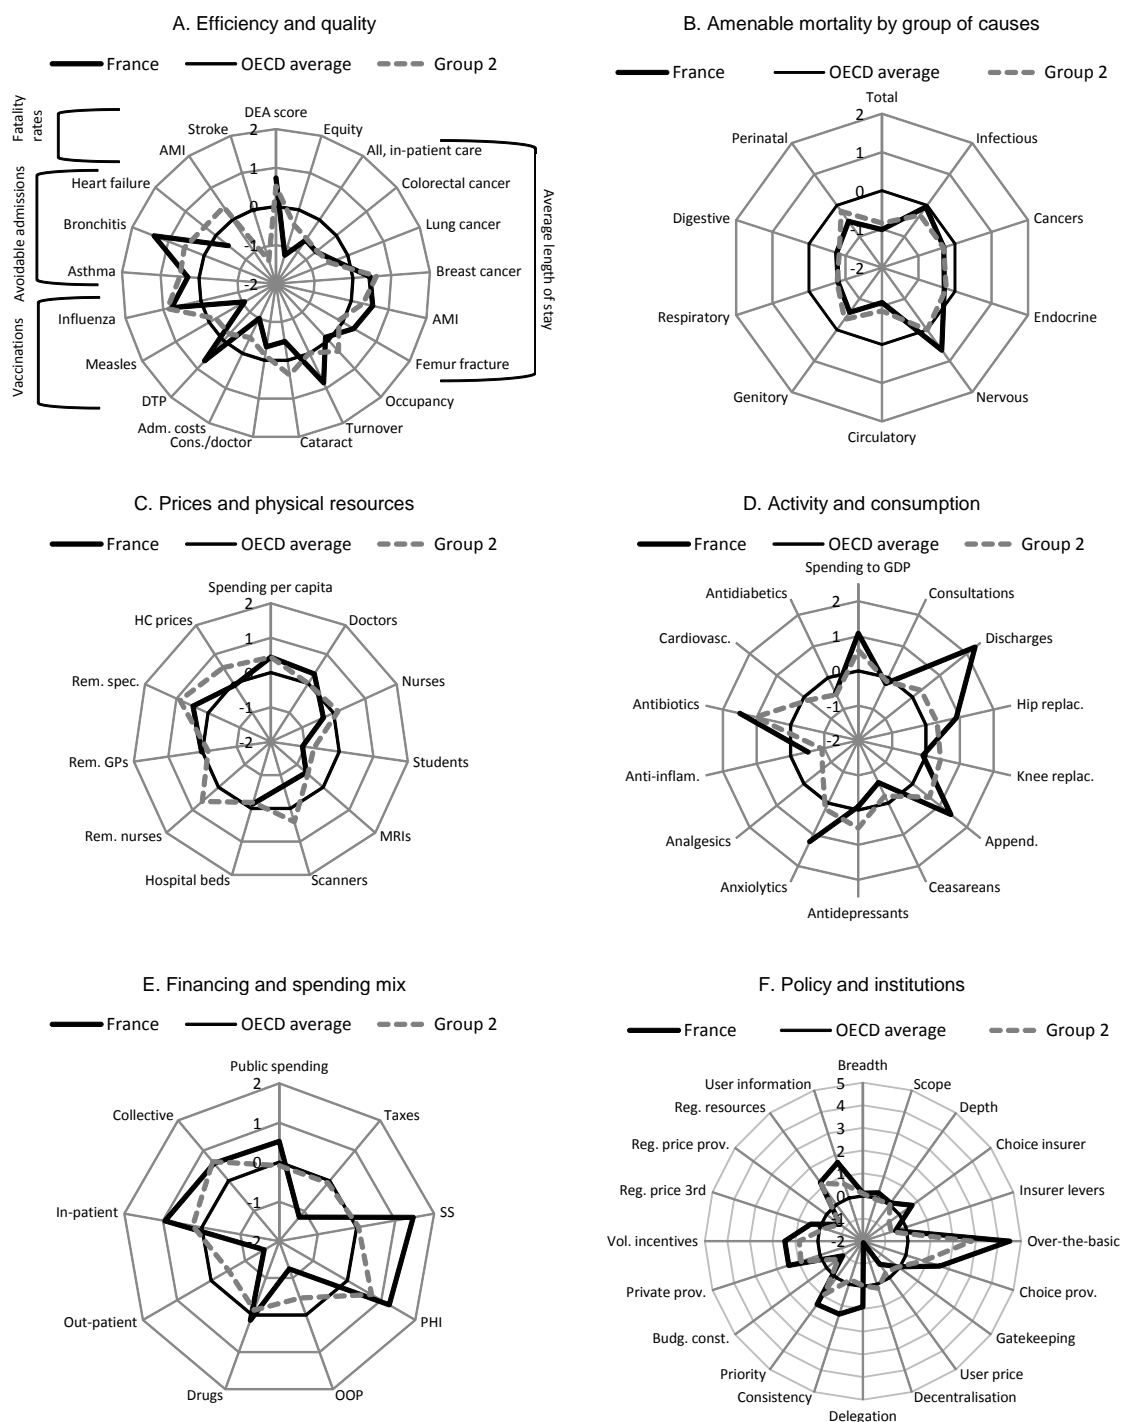 A. Efficiency and quality
France
OECD average
Group 2
Fatality
rates
Avoidable admissions
Vaccinations
Average length of stay
DEA score
Equity
All, in-patient care
Colorectal cancer
Lung cancer
Breast cancer
AMI
Femur fracture
Occupancy
Turnover
Cataract
Cons./doctor
Adm. costs
DTP
Measles
Influenza
Asthma
Bronchitis
Heart failure
AMI
Stroke
2
1
0
-1
-2
B. Amenable mortality by group of causes
France
OECD average
Group 2
Total
Infectious
Cancers
Endocrine
Nervous
Circulatory
Genitory
Respiratory
Digestive
Perinatal
2
1
0
-1
-2
C. Prices and physical resources
France
OECD average
Group 2
Spending per capita
Doctors
Nurses
Students
MRIs
Scanners
Hospital beds
Rem. nurses
Rem. GPs
Rem. spec.
HC prices
2
1
0
-1
-2
D. Activity and consumption
France
OECD average
Group 2
Spending to GDP
Consultations
Discharges
Hip replac.
Knee replac.
Append.
Ceasareans
Antidepressants
Anxiolytics
Analgesics
Anti-inflam.
Antibiotics
Cardiovasc.
Antidiabetics
2
1
0
-1
-2
E. Financing and spending mix
France
OECD average
Group 2
Public spending
Taxes
SS
PHI
OOP
Drugs
Out-patient
In-patient
Collective
2
1
0
-1
-2
F. Policy and institutions
France
OECD average
Group 2
Breadth
Scope
Depth
Choice insurer
Insurer levers
Over-the-basic
Choice prov.
Gatekeeping
User price
Decentralisation
Delegation
Consistency
Priority
Budg. const.
Private prov.
Vol. incentives
Reg. price 3rd
Reg. price prov.
Reg. resources
User information
5
4
3
2
1
0
-1
-2